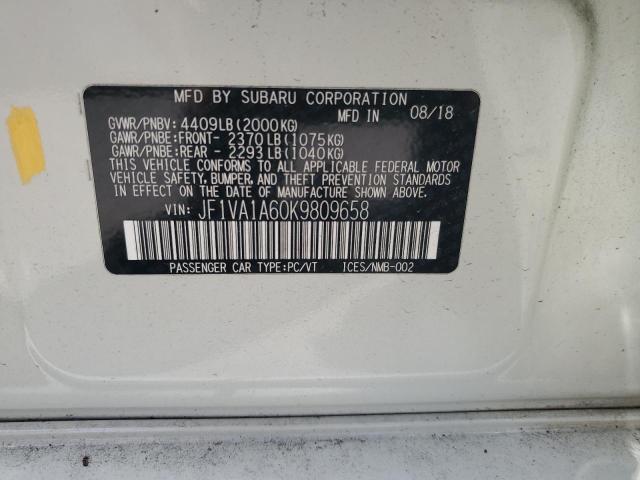 MFD BY SUBARU CORPORATION
MFD IN 08/18
GVWR/PNBV: 4409LB(2000KG)
GAWR/PNBE:FRONT- 2370LB(1075KG)
GAWR/PNBE:REAR - 2293LB(1040KG)
THIS VEHICLE CONFORMS TO ALL APPLICABLE FEDERAL MOTOR
VEHICLE SAFETY, BUMPER, AND THEFT PREVENTION STANDARDS
IN EFFECT ON THE DATE OF MANUFACTURE SHOWN ABOVE.
VIN: JF1VA1A60K9809658
PASSENGER CAR TYPE:PC/VT ICES/NMB-002